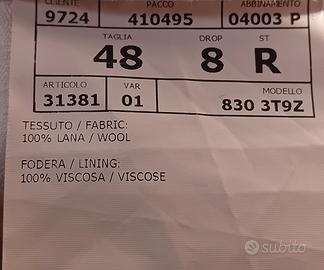 CLIENTE PACCO ABBINAMENTO
9724 410495 04003 P
TAGLIA DROP ST
48 8 R
ARTICOLO VAR MODELLO
31381 01 830 3T9Z
TESSUTO / FABRIC:
100% LANA / WOOL
FODERA / LINING:
100% VISCOSA / VISCOSE
subito